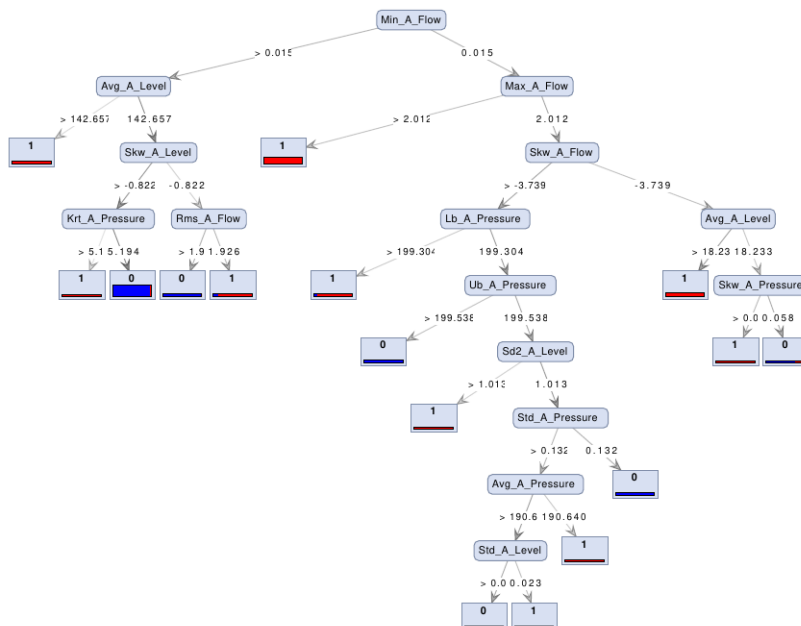 Min_A_Flow
> 0.015 0.015
Avg_A_Level Max_A_Flow
> 142.657 142.657 > 2.012 2.012
1 Skw_A_Level 1 Skw_A_Flow
> -0.822 -0.822 > -3.739 -3.739
Krt_A_Pressure Rms_A_Flow Lb_A_Pressure Avg_A_Level
> 5.1 5.194 > 1.9 1.926 > 199.304 199.304 > 18.23 18.233
1 0 0 1 1 Ub_A_Pressure 1 Skw_A_Pressure
> 199.538 199.538 > 0.0 0.058
0 Sd2_A_Level 1 0
> 1.013 1.013
1 Std_A_Pressure
> 0.132 0.132
Avg_A_Pressure 0
> 190.6 190.640
Std_A_Level 1
> 0.0 0.023
0 1